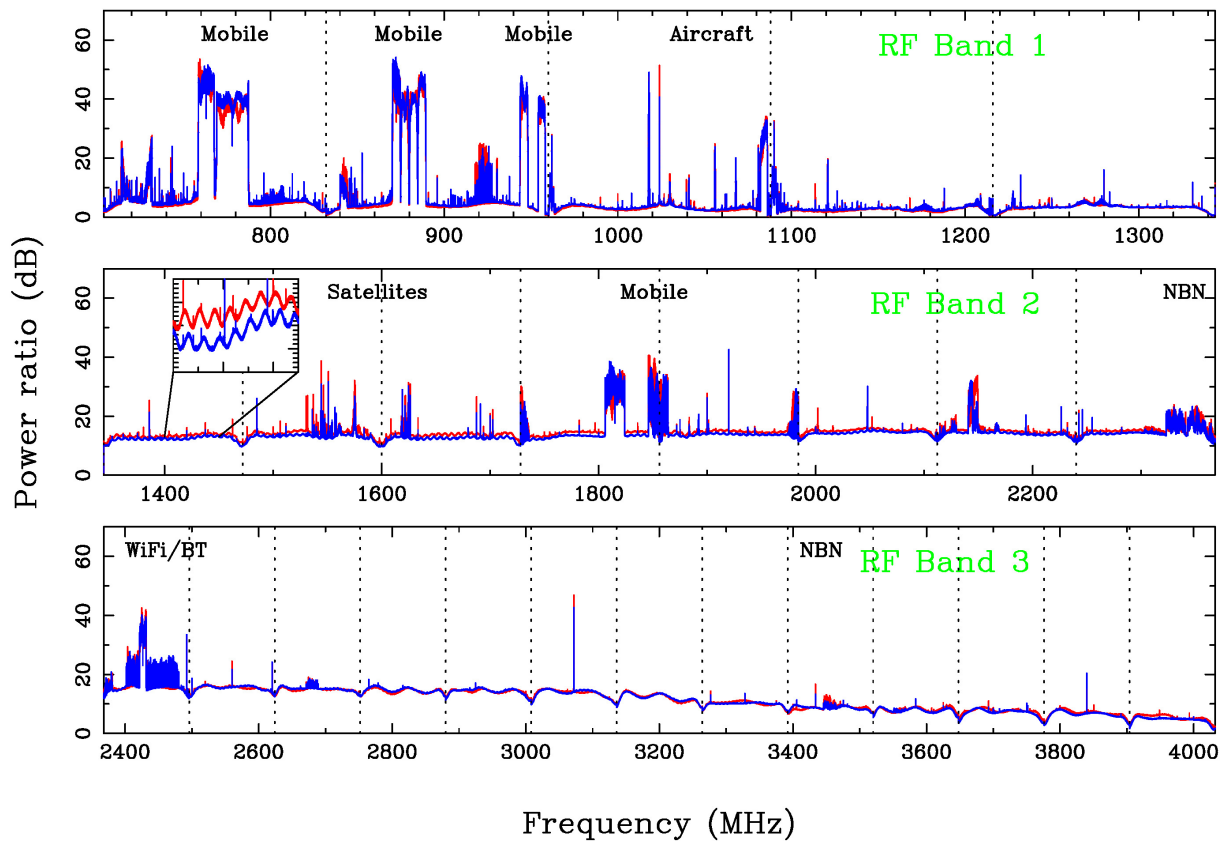 Mobile Mobile Mobile Aircraft RF Band 1
60
40
20
0
800 900 1000 1100 1200 1300
Power ratio (dB)
Satellites Mobile RF Band 2 NBN
60
40
20
0
1400 1600 1800 2000 2200
WiFi/BT NBN RF Band 3
60
40
20
0
2400 2600 2800 3000 3200 3400 3600 3800 4000
Frequency (MHz)